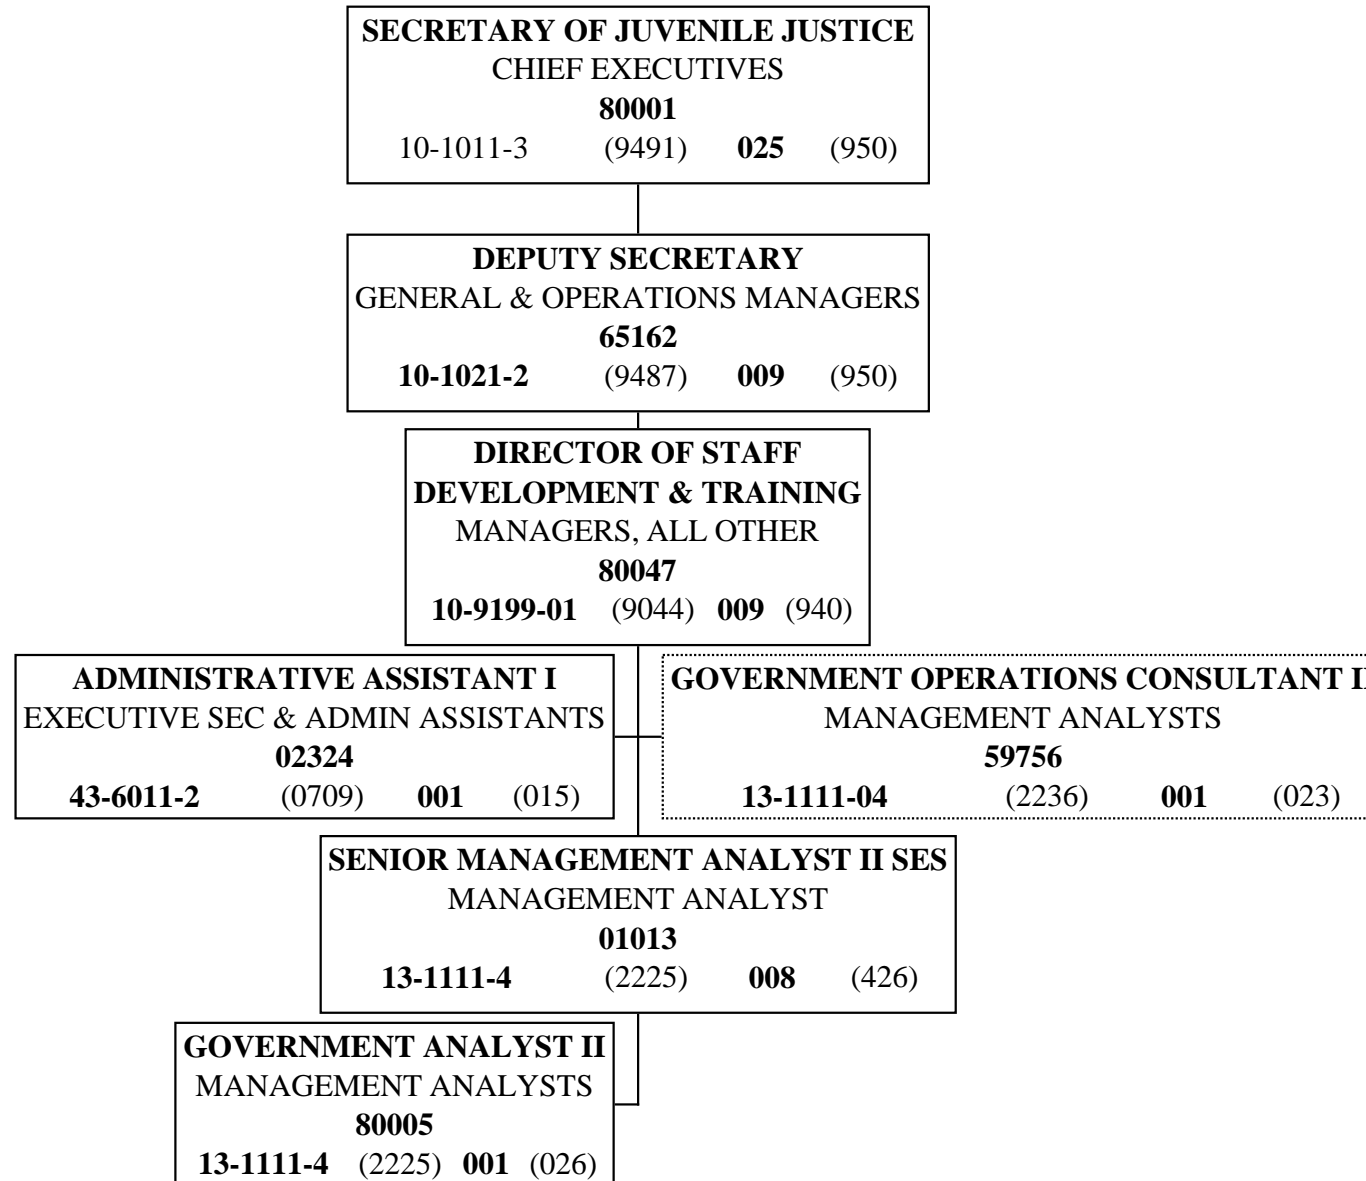 SECRETARY OF JUVENILE JUSTICE
CHIEF EXECUTIVES
80001
10-1011-3 (9491) 025 (950)
DEPUTY SECRETARY
GENERAL & OPERATIONS MANAGERS
65162
10-1021-2 (9487) 009 (950)
DIRECTOR OF STAFF
DEVELOPMENT & TRAINING
MANAGERS, ALL OTHER
80047
10-9199-01 (9044) 009 (940)
ADMINISTRATIVE ASSISTANT I
EXECUTIVE SEC & ADMIN ASSISTANTS
02324
43-6011-2 (0709) 001 (015)
GOVERNMENT OPERATIONS CONSULTANT
MANAGEMENT ANALYSTS
59756
13-1111-04 (2236) 001 (023)
SENIOR MANAGEMENT ANALYST II SES
MANAGEMENT ANALYST
01013
13-1111-4 (2225) 008 (426)
GOVERNMENT ANALYST II
MANAGEMENT ANALYSTS
80005
13-1111-4 (2225) 001 (026)